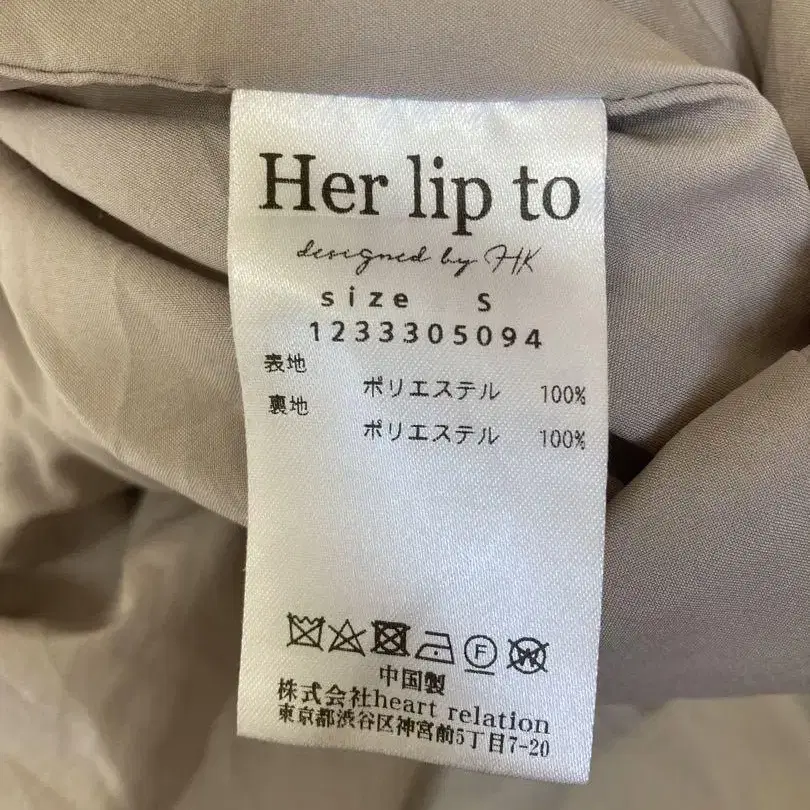 Her lip to
designed by HK
size S
1233305094
表地
ポリエステル 100%
裏地
ポリエステル 100%
F
W
中国製
株式会社heart relation
東京都渋谷区神宮前5丁目7-20